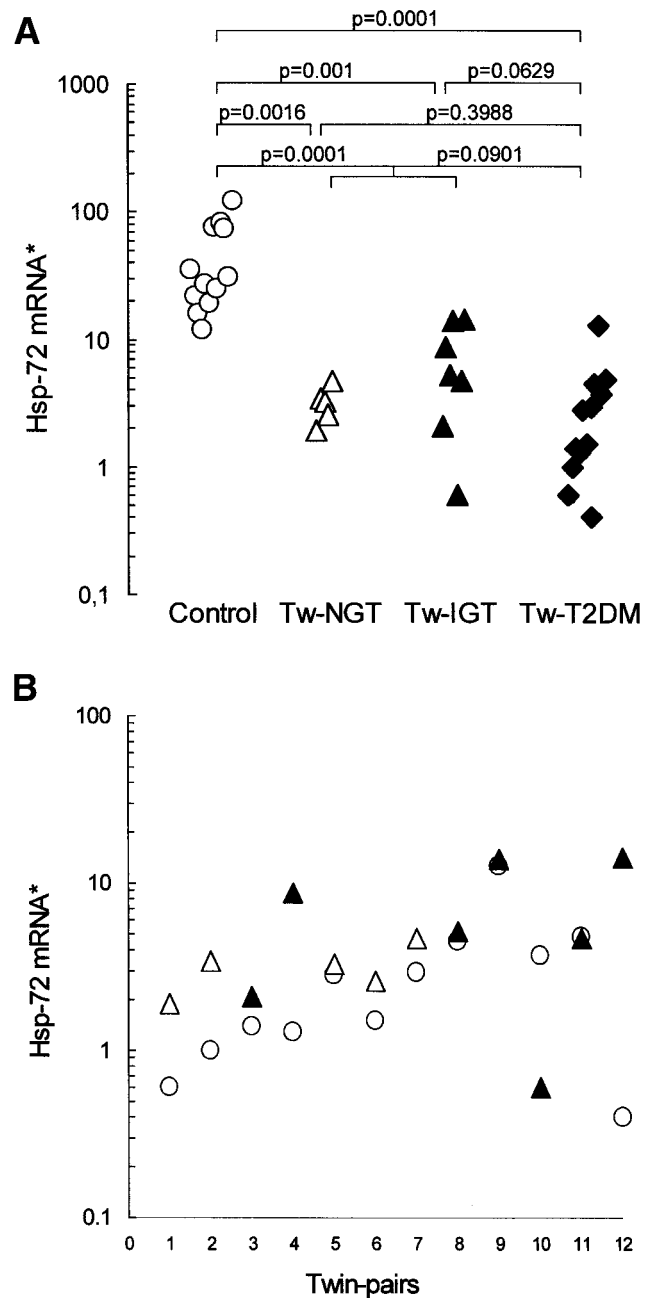 A
p=0.0001
p=0.001 p=0.0629
p=0.0016 p=0.3988
p=0.0001 p=0.0901
1000
100
10
1
0,1
Hsp-72 mRNA*
Control Tw-NGT Tw-IGT Tw-T2DM
B
100
10
1
0.1
Hsp-72 mRNA*
0 1 2 3 4 5 6 7 8 9 10 11 12
Twin-pairs